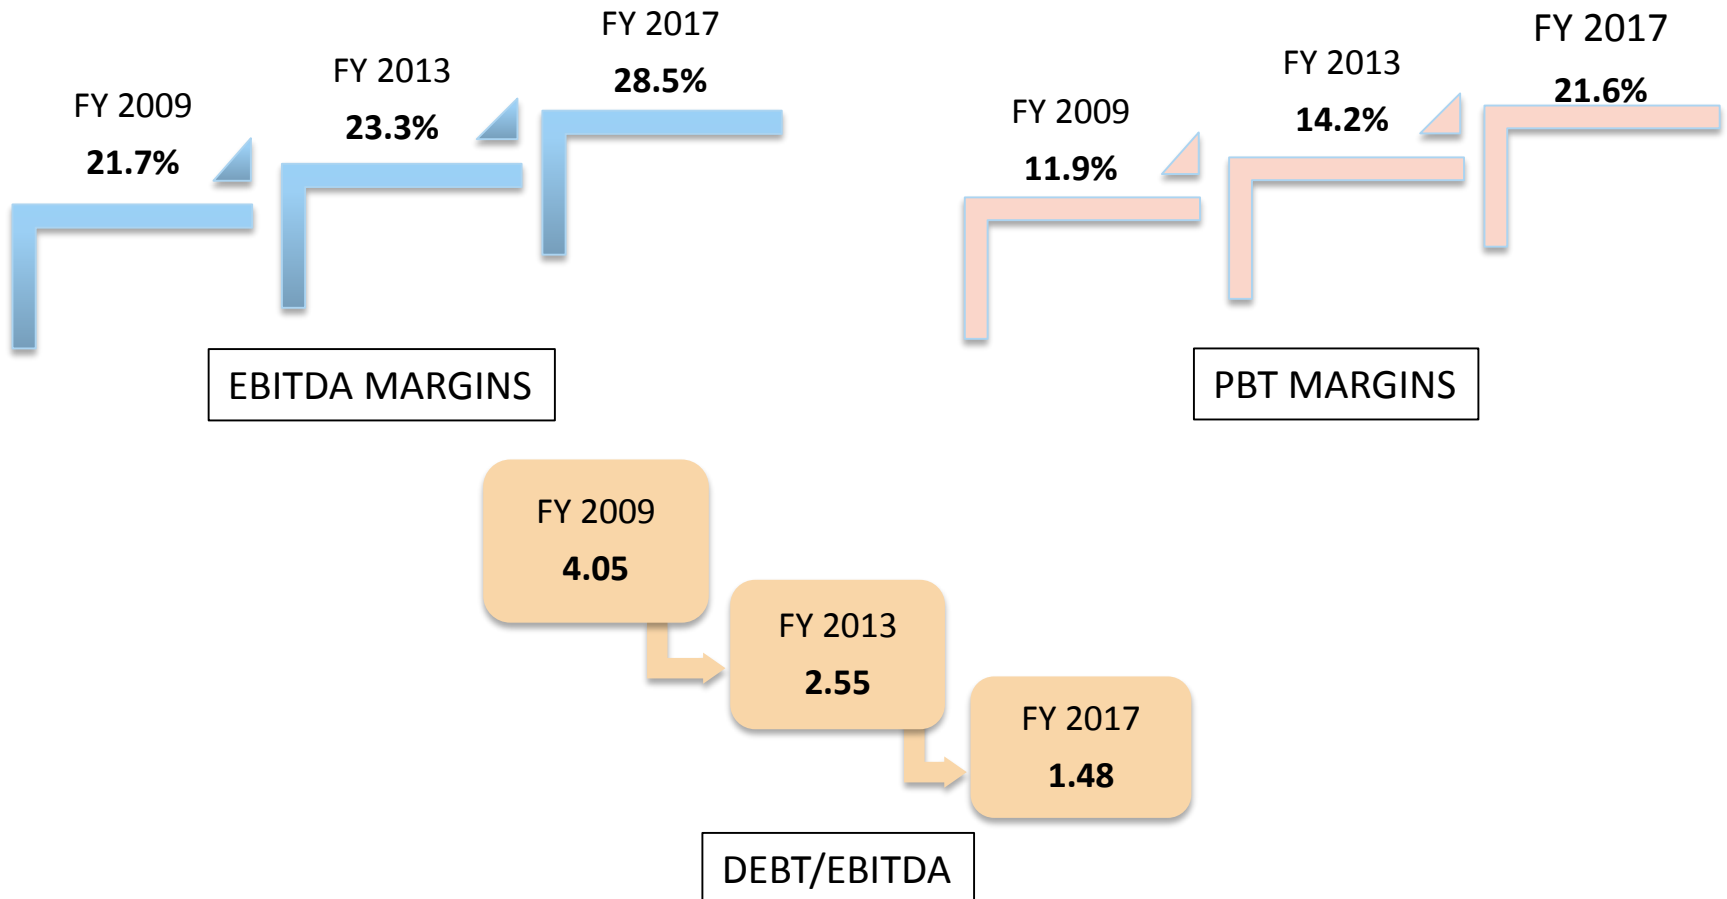 FY 2009
21.7%
FY 2013
23.3%
FY 2017
28.5%
EBITDA MARGINS
FY 2009
11.9%
FY 2013
14.2%
FY 2017
21.6%
PBT MARGINS
FY 2009
4.05
FY 2013
2.55
FY 2017
1.48
DEBT/EBITDA